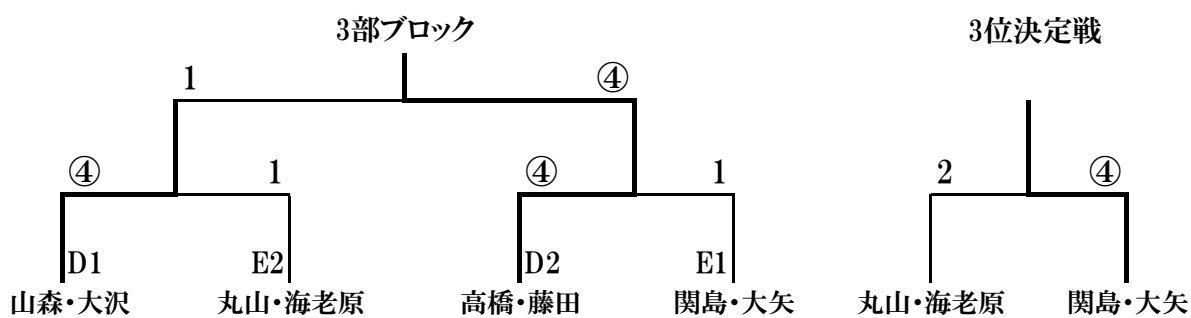 3部ブロック 3位決定戦
1 ④
④ 1 ④ 1 2 ④
D1 E2 D2 E1
山森・大沢 丸山・海老原 高橋・藤田 関島・大矢 丸山・海老原 関島・大矢